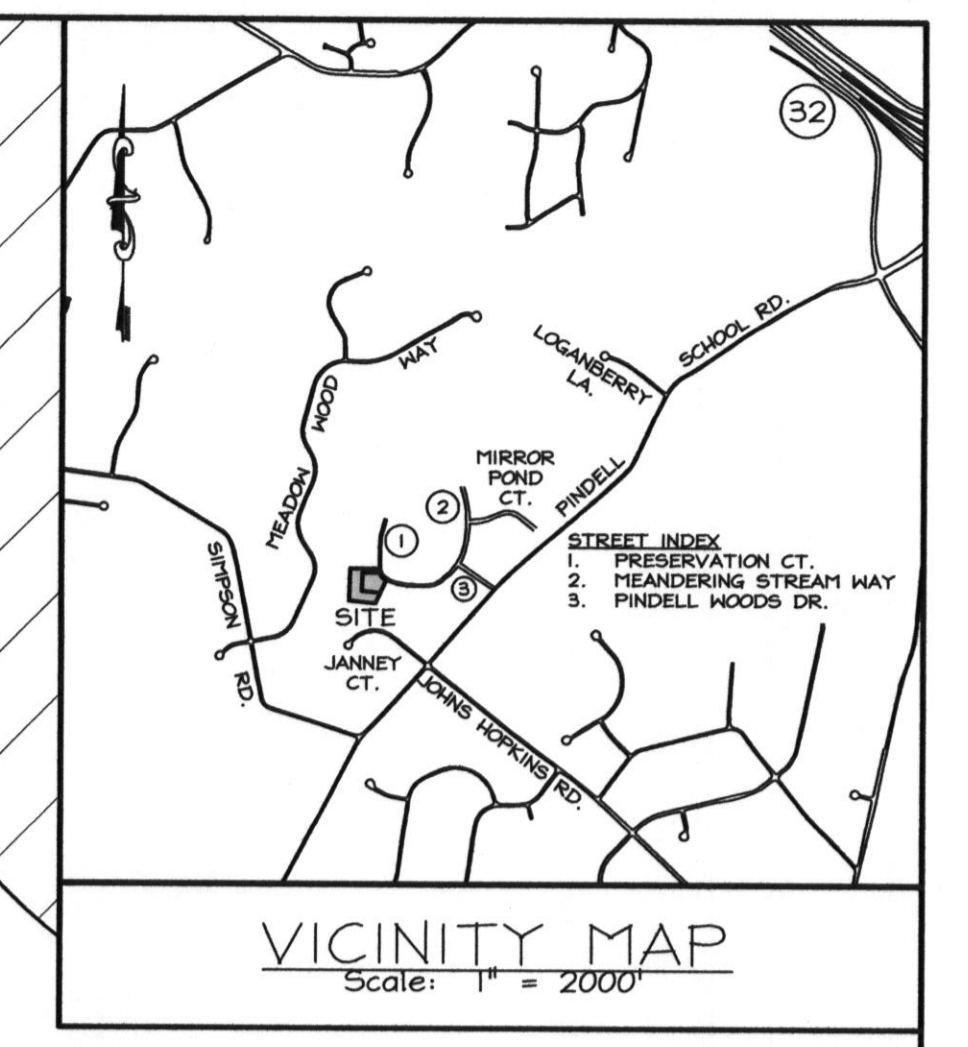 32
SCHOOL RD.
LOGANBERRY
LA.
WAY
WOOD
MEADOW
MIRROR
POND
CT.
PINDELL
2
1
3
STREET INDEX
1. PRESERVATION CT.
2. MEANDERING STREAM WAY
3. PINDELL WOODS DR.
SIMPSON
RD.
SITE
JANNEY
CT.
JOHNS HOPKINS
RD.
VICINITY MAP
Scale: 1" = 2000'